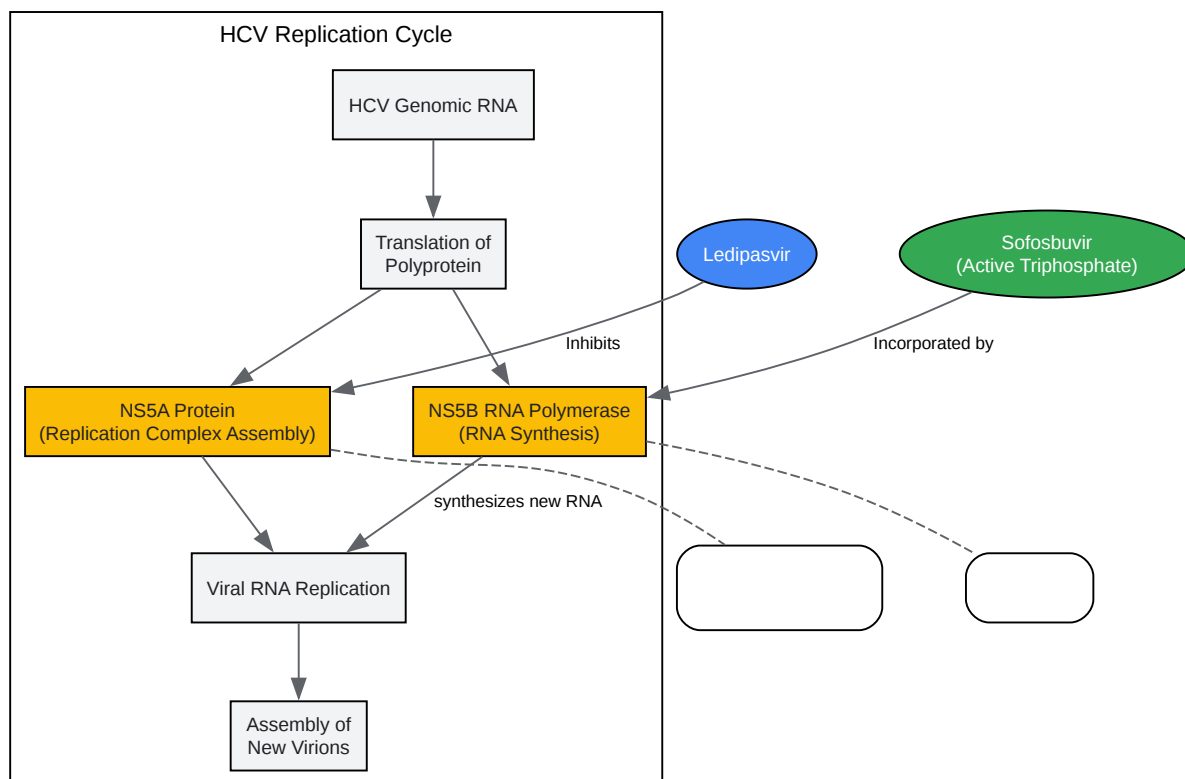 HCV Replication Cycle
HCV Genomic RNA
Translation of
Polyprotein
Ledipasvir
Sofosbuvir
(Active Triphosphate)
Inhibits
Incorporated by
NS5A Protein
(Replication Complex Assembly)
NS5B RNA Polymerase
(RNA Synthesis)
synthesizes new RNA
Viral RNA Replication
Assembly of
New Virions